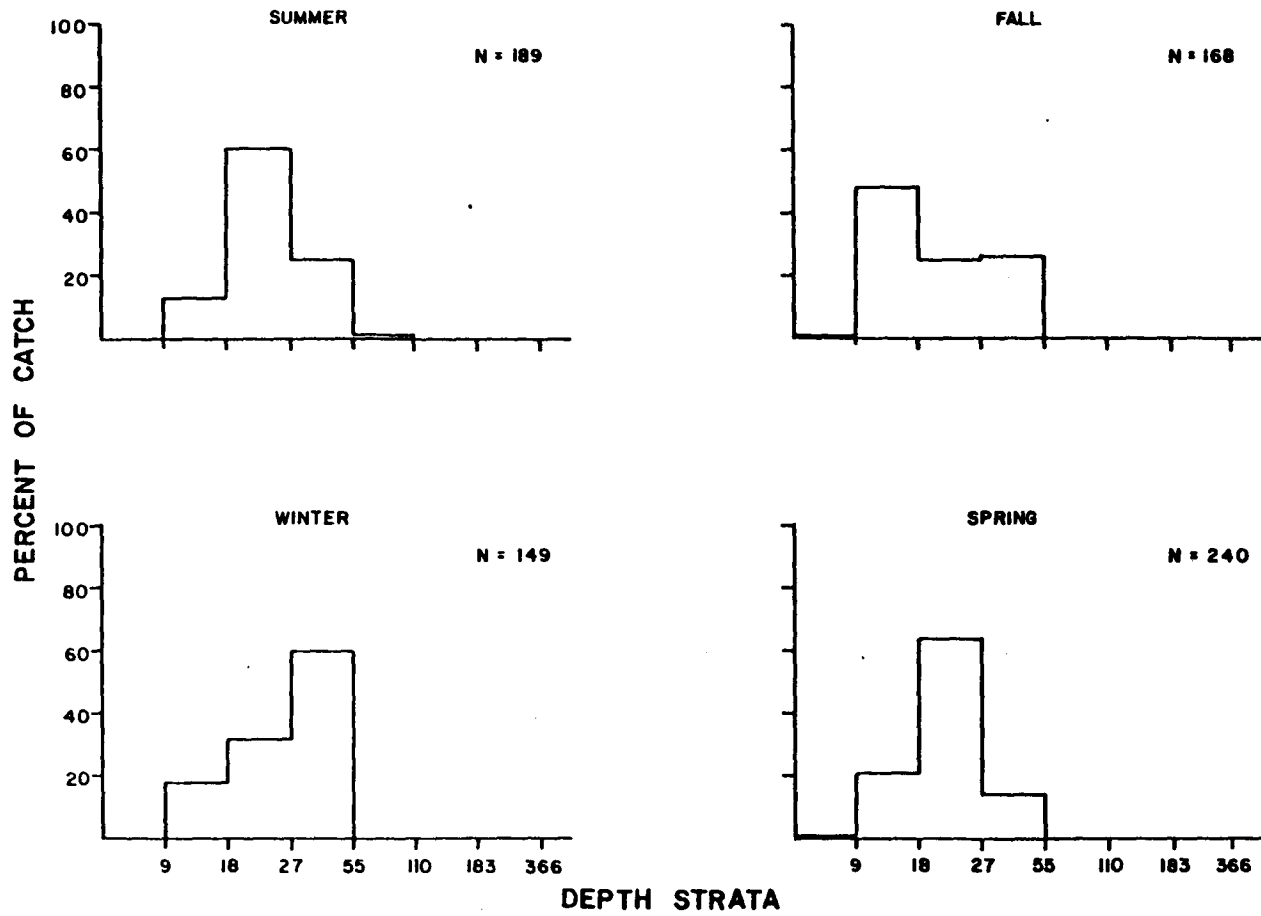 SUMMER
N = 189
100
80
60
40
20
FALL
N = 168
PERCENT OF CATCH
WINTER
N = 149
100
80
60
40
20
9 18 27 55 110 183 366
SPRING
N = 240
9 18 27 55 110 183 366
DEPTH STRATA